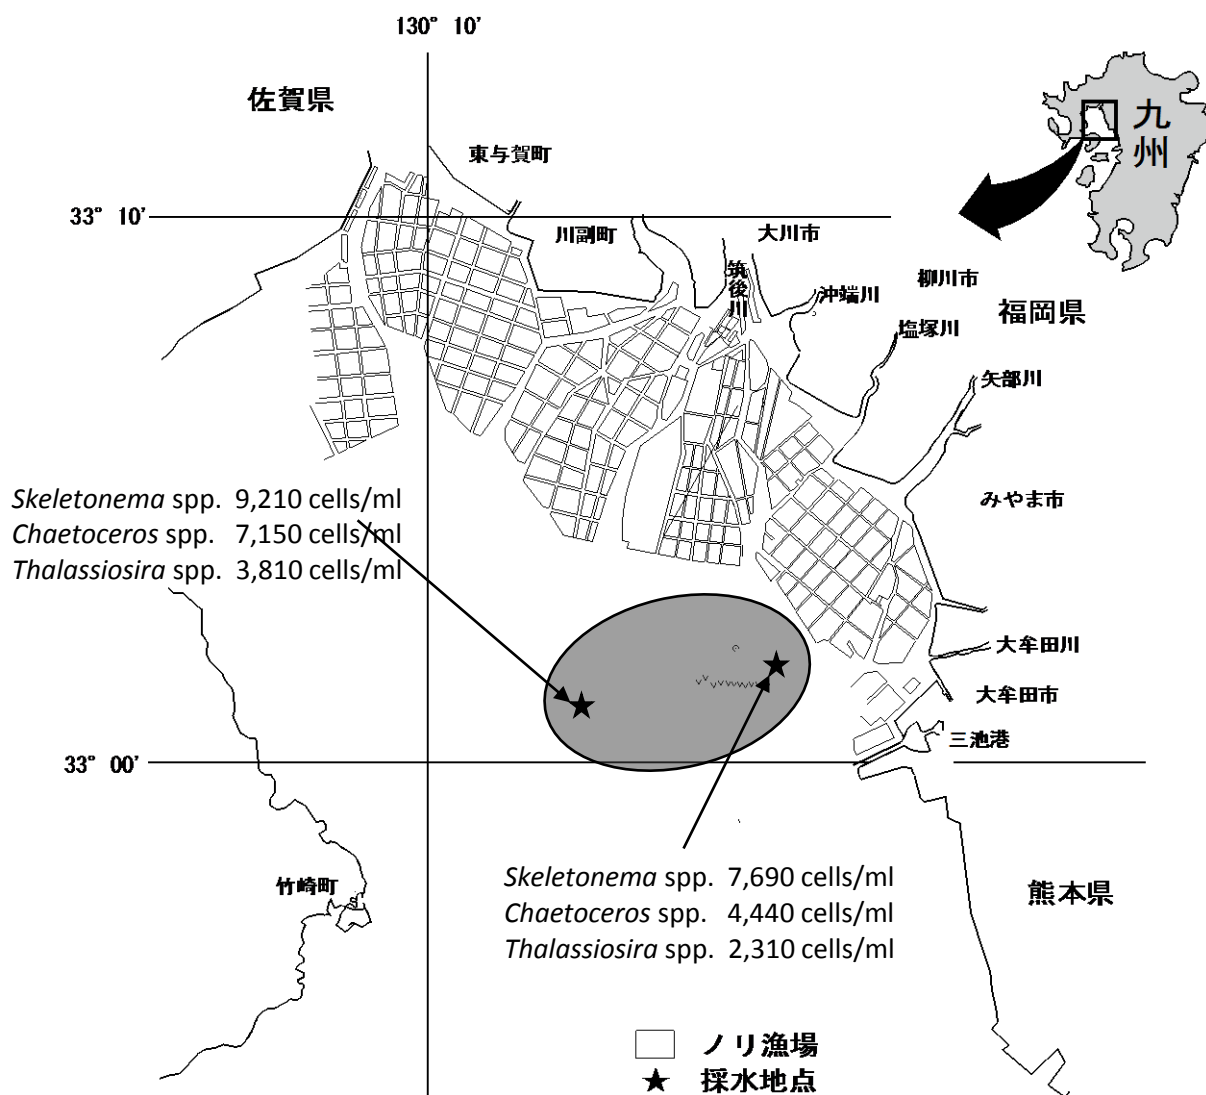 130° 10'
佐賀県
東与賀町
九州
33° 10'
川副町
大川市
筑後川
沖端川
柳川市
福岡県
塩塚川
矢部川
Skeletonema spp. 9,210 cells/ml
Chaetoceros spp. 7,150 cells/ml
Thalassiosira spp. 3,810 cells/ml
みやま市
大牟田川
大牟田市
三池港
33° 00'
竹崎町
Skeletonema spp. 7,690 cells/ml
Chaetoceros spp. 4,440 cells/ml
Thalassiosira spp. 2,310 cells/ml
熊本県
ノリ漁場
採水地点